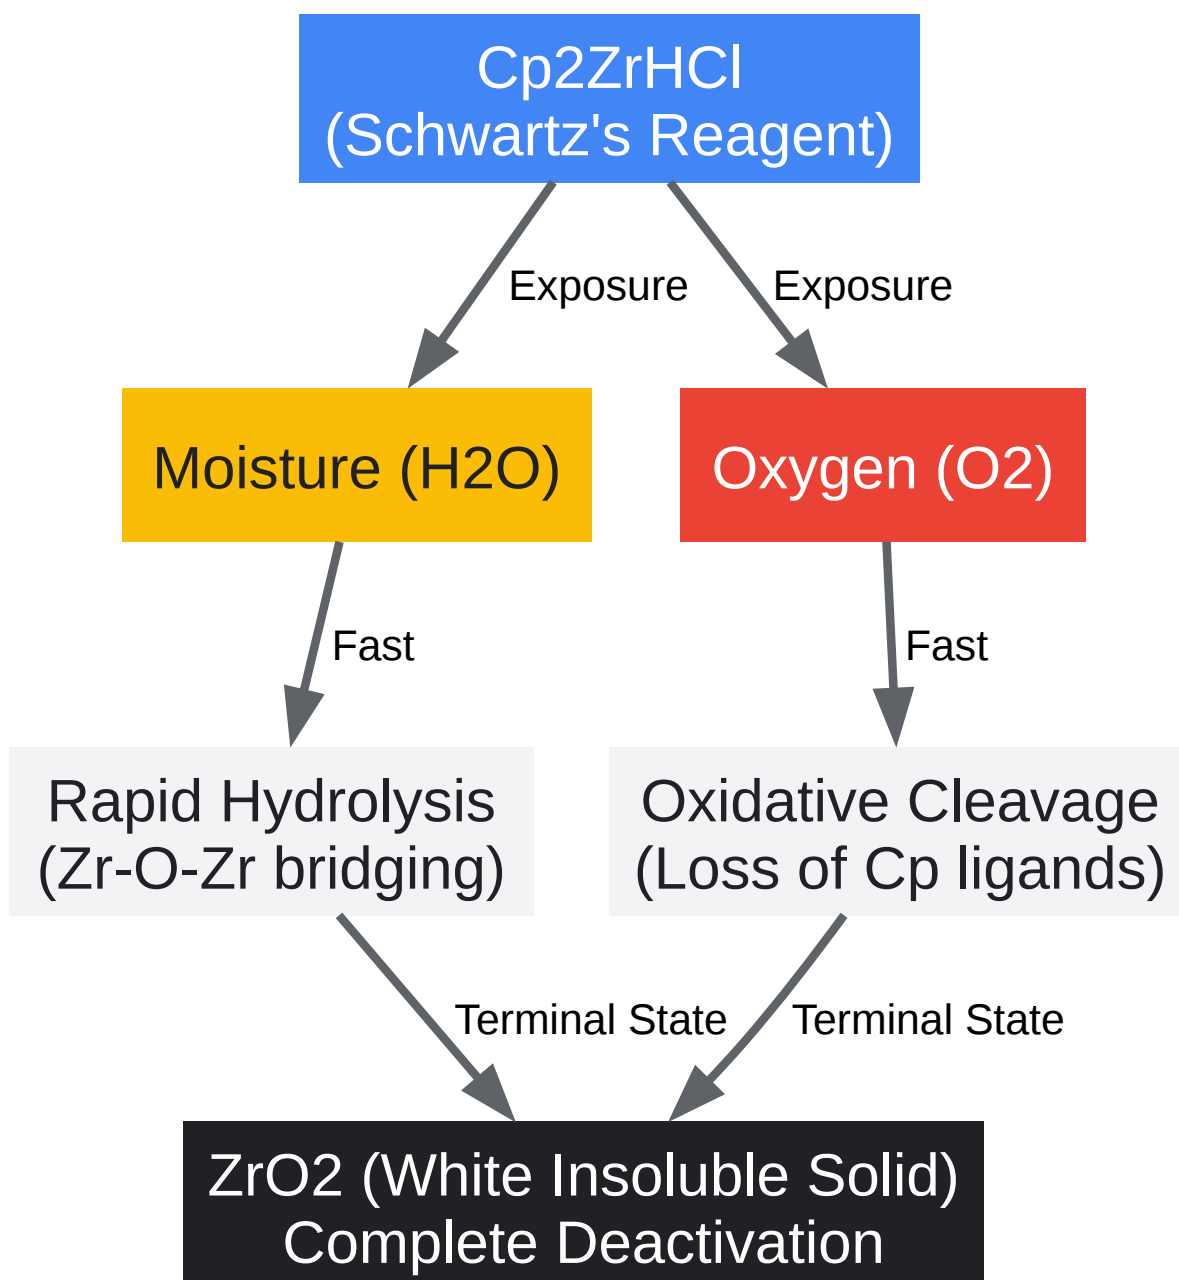 Cp2ZrHCl
(Schwartz's Reagent)
Exposure
Exposure
Moisture (H2O)
Oxygen (O2)
Fast
Fast
Rapid Hydrolysis
(Zr-O-Zr bridging)
Oxidative Cleavage
(Loss of Cp ligands)
Terminal State
Terminal State
ZrO2 (White Insoluble Solid)
Complete Deactivation